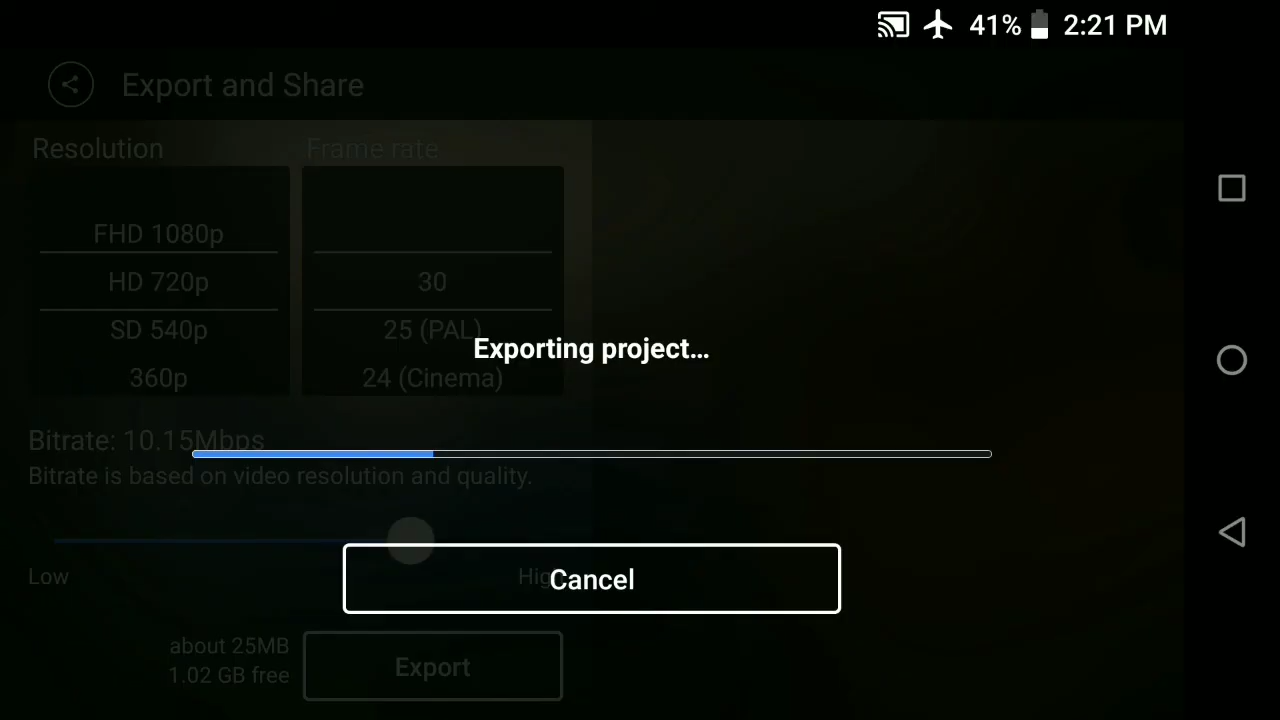 41% 2:21 PM
Export and Share
Resolution
Frame rate
FHD 1080p
HD 720p
SD 540p
360p
30
25 (PAL)
24 (Cinema)
Exporting project...
Bitrate: 10.15Mbps
Bitrate is based on video resolution and quality.
Low
Cancel
about 25MB
1.02 GB free
Export